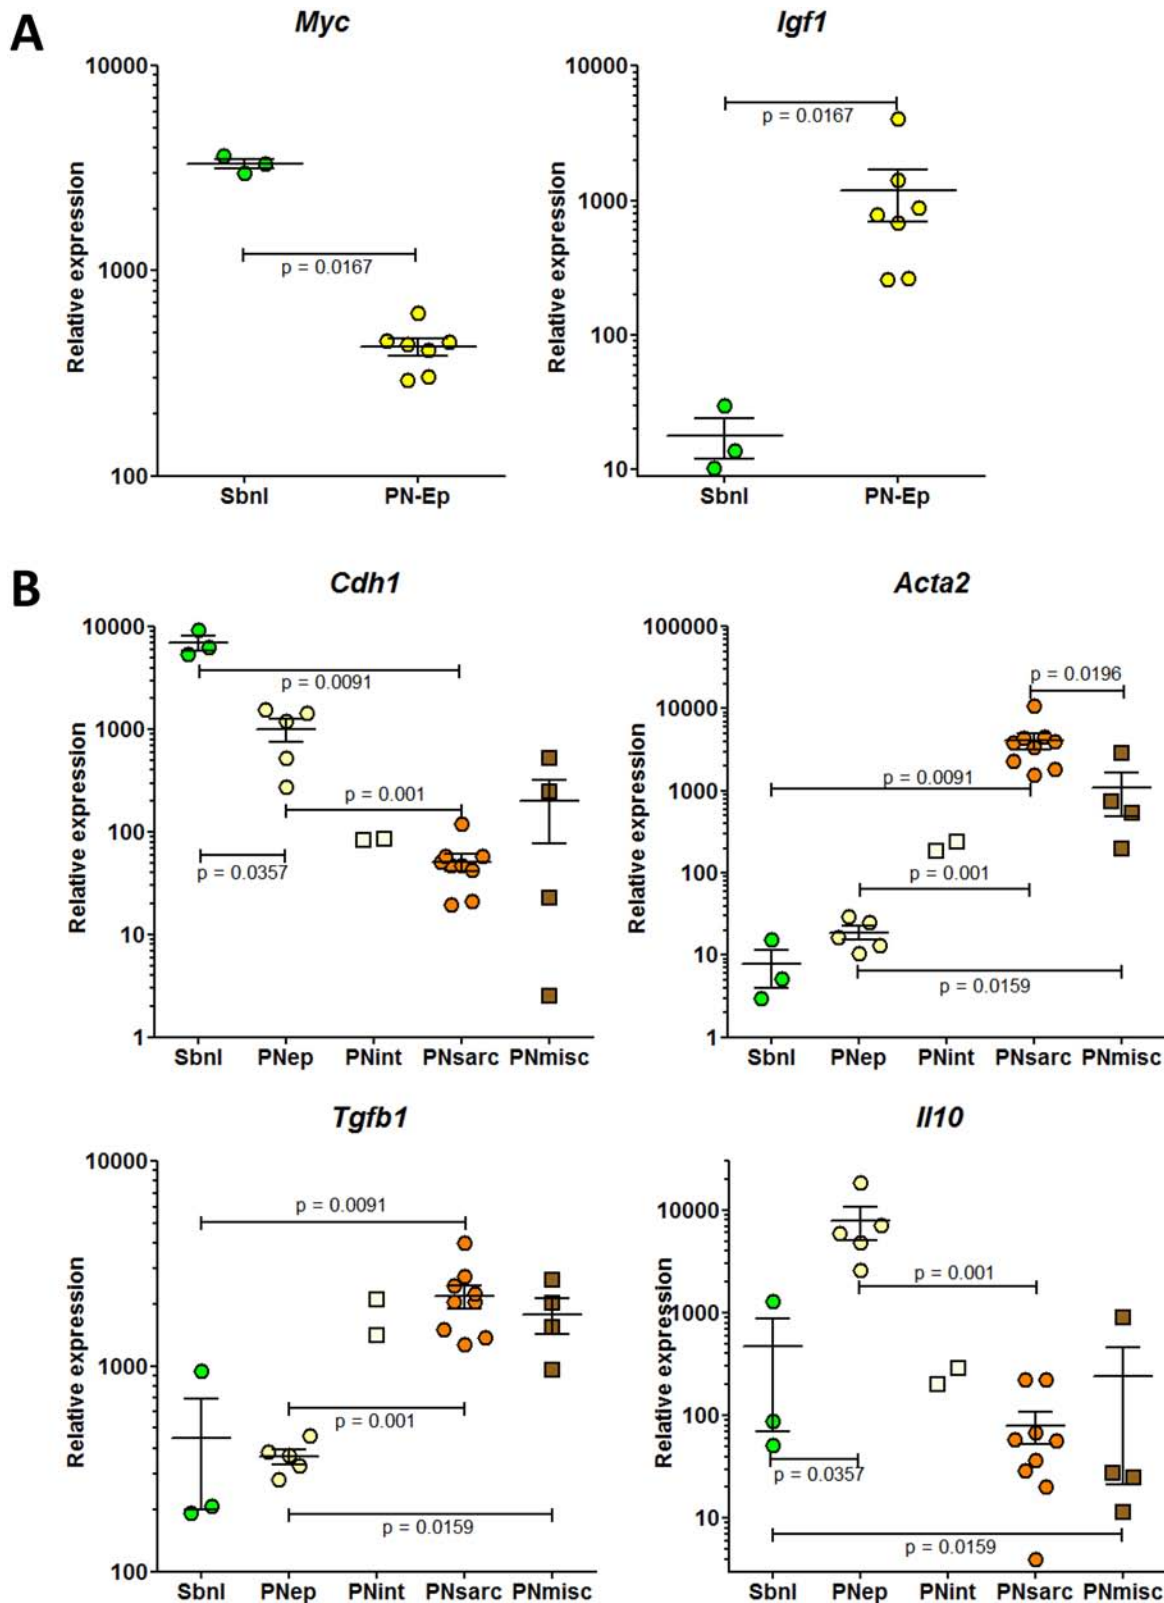 A
Myc
Igf1
10000
1000
100
Relative expression
p = 0.0167
Sbnl
PN-Ep
10000
1000
100
10
Relative expression
p = 0.0167
Sbnl
PN-Ep
B
Cdh1
Acta2
10000
1000
100
10
1
Relative expression
p = 0.0091
p = 0.001
p = 0.0357
Sbnl
PNep
PNint
PNsarc
PNmisc
100000
10000
1000
100
10
1
Relative expression
p = 0.0196
p = 0.0091
p = 0.001
p = 0.0159
Sbnl
PNep
PNint
PNsarc
PNmisc
Tgfb1
Il10
10000
1000
100
Relative expression
p = 0.0091
p = 0.001
p = 0.0159
Sbnl
PNep
PNint
PNsarc
PNmisc
10000
1000
100
10
Relative expression
p = 0.001
p = 0.0357
p = 0.0159
Sbnl
PNep
PNint
PNsarc
PNmisc